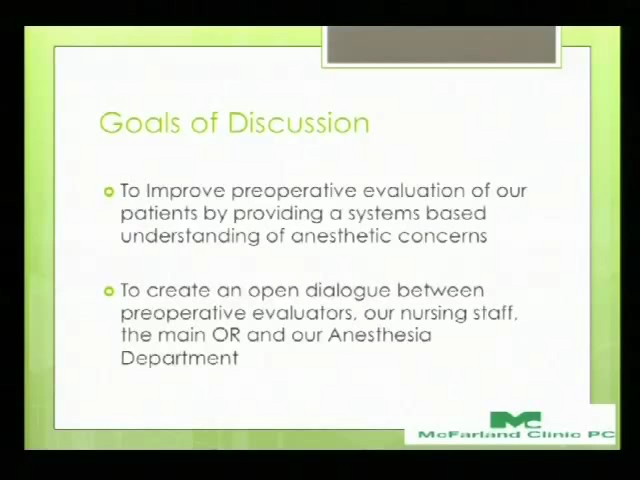 Goals of Discussion
To Improve preoperative evaluation of our
patients by providing a systems based
understanding of anesthetic concerns
To create an open dialogue between
preoperative evaluators, our nursing staff,
the main OR and our Anesthesia
Department
MC
McFarland Clinic PC